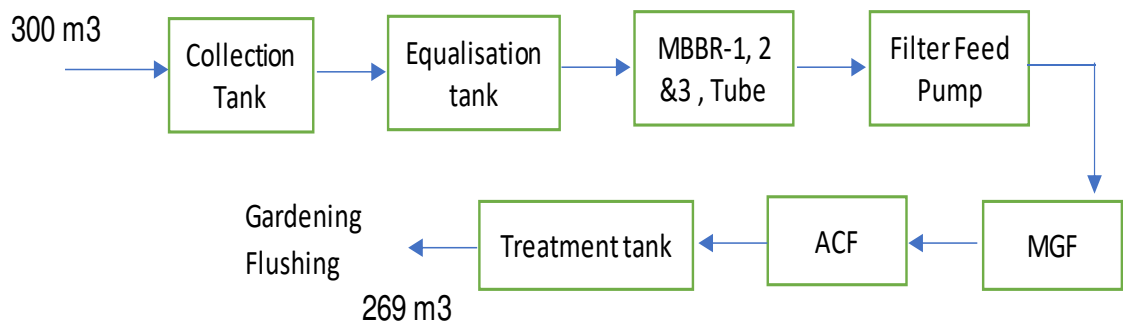 300 m3
Collection
Tank
Equalisation
tank
MBBR-1, 2
&3 , Tube
Filter Feed
Pump
MGF
ACF
Treatment tank
Gardening
Flushing
269 m3